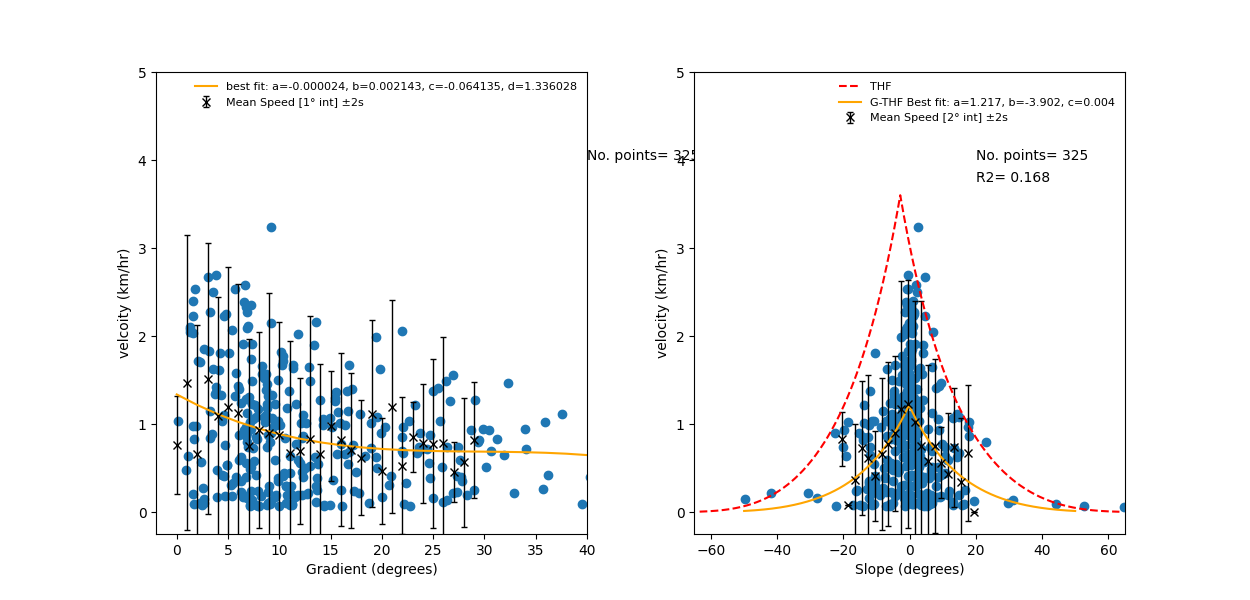 best fit: a=-0.000024, b=0.002143, c=-0.064135, d=1.336028
Mean Speed [1° int] ±2s
No. points= 325
velcoity (km/hr)
5
4
3
2
1
0
0 5 10 15 20 25 30 35 40
Gradient (degrees)
THF
G-THF Best fit: a=1.217, b=-3.902, c=0.004
Mean Speed [2° int] ±2s
No. points= 325
R2= 0.168
velocity (km/hr)
5
4
3
2
1
0
−60 −40 −20 0 20 40 60
Slope (degrees)